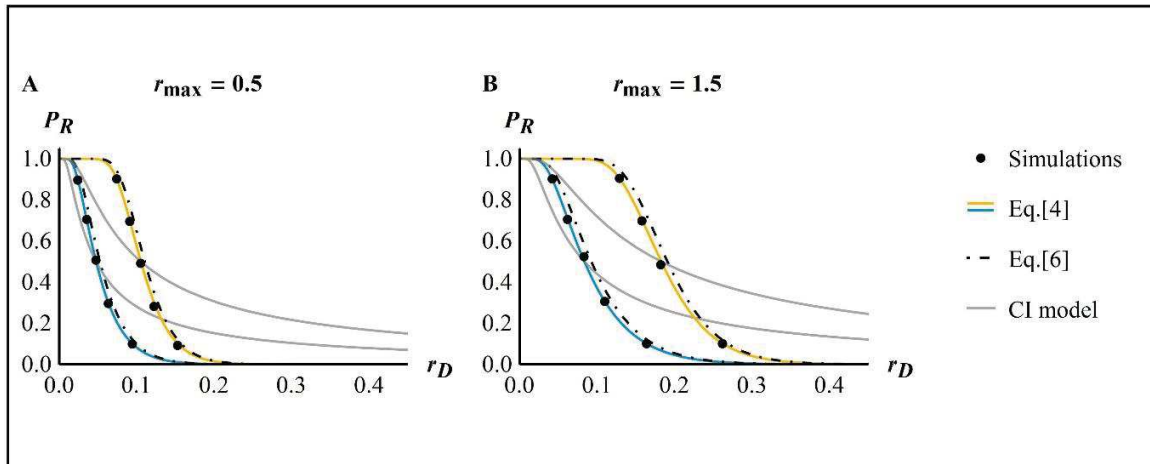 A r_max = 0.5
P_R
1.0
0.8
0.6
0.4
0.2
0.0
0.0 0.1 0.2 0.3 0.4
r_D
B r_max = 1.5
P_R
1.0
0.8
0.6
0.4
0.2
0.0
0.0 0.1 0.2 0.3 0.4
r_D
Simulations
Eq.[4]
Eq.[6]
CI model